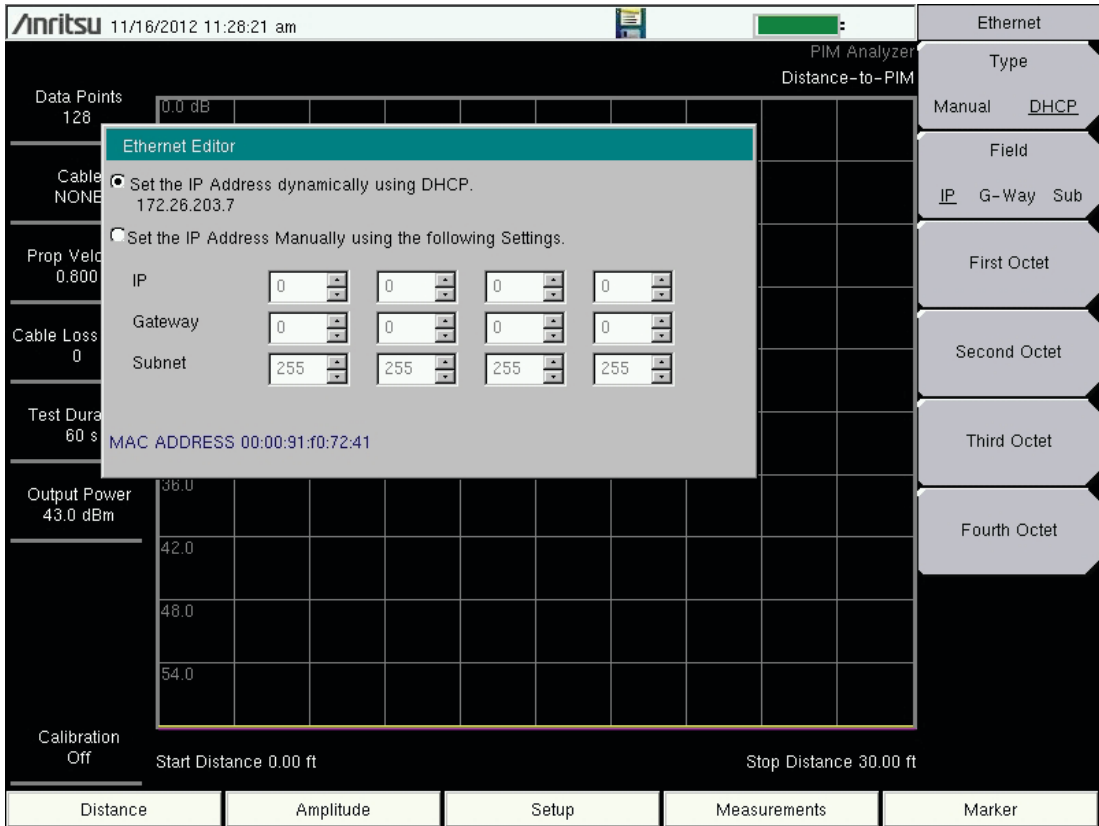 Anritsu 11/16/2012 11:28:21 am
PIM Analyzer
Distance-to-PIM
Data Points
128
Cable
NONE
Prop Velo
0.800
Cable Loss
0
Test Dura
60 s
Output Power
43.0 dBm
Calibration
Off
0.0 dB
Ethernet Editor
Set the IP Address dynamically using DHCP.
172.26.203.7
Set the IP Address Manually using the following Settings.
IP 0 0 0 0
Gateway 0 0 0 0
Subnet 255 255 255 255
MAC ADDRESS 00:00:91:f0:72:41
36.0
42.0
48.0
54.0
Start Distance 0.00 ft Stop Distance 30.00 ft
Ethernet
Type
Manual DHCP
Field
IP G-Way Sub
First Octet
Second Octet
Third Octet
Fourth Octet
Distance Amplitude Setup Measurements Marker